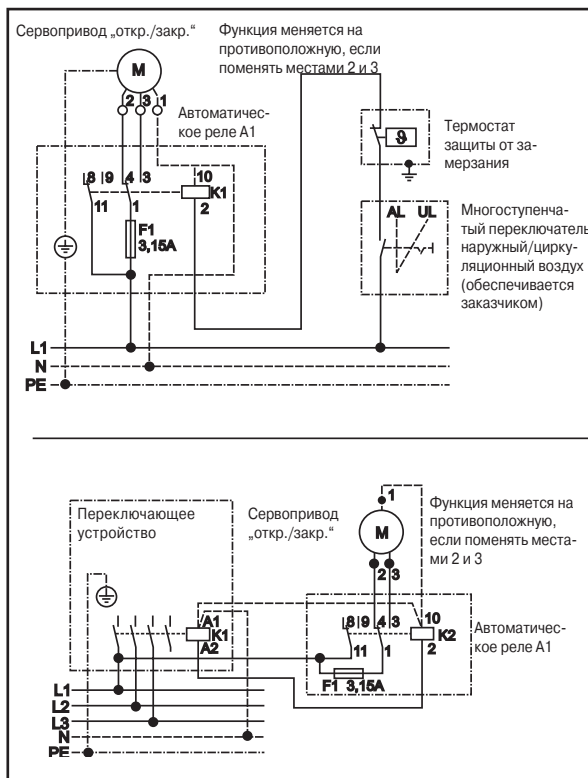 Сервопривод „откр./закр.“
Функция меняется на
противоположную, если
поменять местами 2 и 3
M
2 3 1
Автоматичес-
кое реле A1
8 9 4 3
10
K1
11 1 2
F1
3,15A
ϑ
Термостат
защиты от за-
мерзания
AL UL
Многоступенча-
тый переключатель
наружный/цирку-
ляционный воздух
(обеспечивается
заказчиком)
L1
N
PE
Переключающее
устройство
Сервопривод
„откр./закр.“
1
Функция меняется на
противоположную,
если поменять места-
ми 2 и 3
M
2 3
A1
K1
A2
8 9 4 3
10
K2
11 1 2
Автоматичес-
кое реле A1
F1 3,15A
L1
L2
L3
N
PE